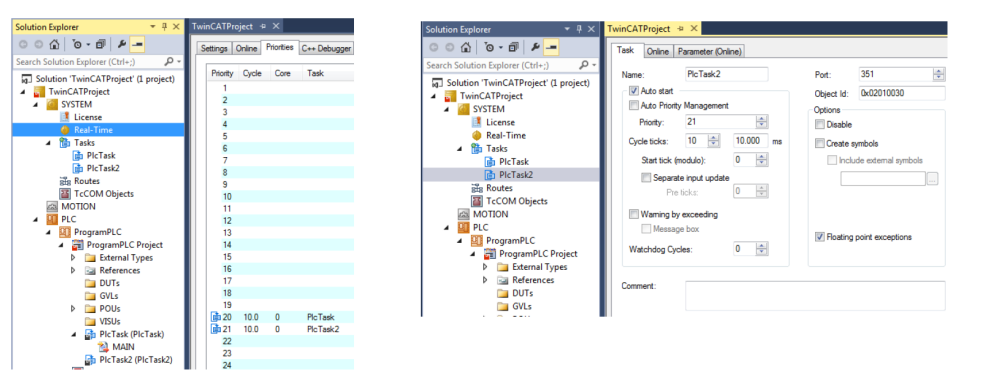 Solution Explorer
Search Solution Explorer (Ctrl+;)
Solution 'TwinCATProject' (1 project)
TwinCATProject
SYSTEM
License
Real-Time
Tasks
PlcTask
PlcTask2
Routes
TcCOM Objects
MOTION
PLC
ProgramPLC
ProgramPLC Project
External Types
References
DUTs
GVLs
POUs
VISUs
PlcTask (PlcTask)
MAIN
PlcTask2 (PlcTask2)
TwinCATProject
Settings Online Priorities C++ Debugger
Priority Cycle Core Task
1
2
3
4
5
6
7
8
9
10
11
12
13
14
15
16
17
18
19
20 10.0 0 PlcTask
21 10.0 0 PlcTask2
22
23
24
Solution Explorer
Search Solution Explorer (Ctrl+;)
Solution 'TwinCATProject' (1 project)
TwinCATProject
SYSTEM
License
Real-Time
Tasks
PlcTask
PlcTask2
Routes
TcCOM Objects
MOTION
PLC
ProgramPLC
ProgramPLC Project
External Types
References
DUTs
GVLs
TwinCATProject
Task Online Parameter (Online)
Name: PlcTask2 Port: 351
Auto start Object Id: 0x02010030
Auto Priority Management Options
Priority: 21 Disable
Cycle ticks: 10 10.000 ms Create symbols
Start tick (modulo): 0 Include external symbols
Separate input update ...
Pre ticks: 0
Warning by exceeding
Message box Floating point exceptions
Watchdog Cycles: 0
Comment: